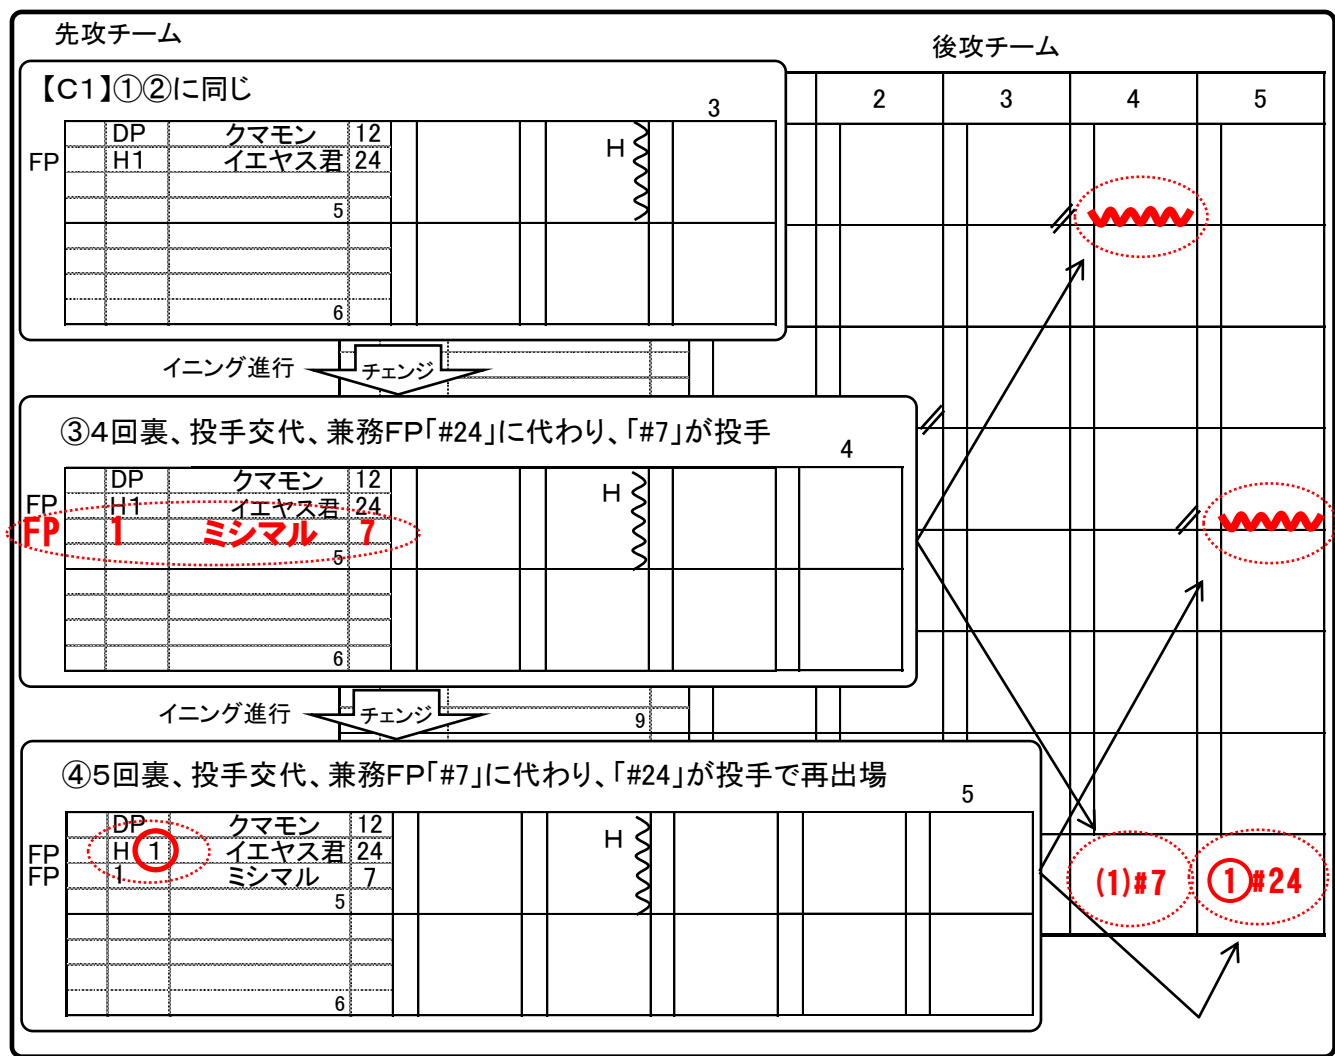 先攻チーム
後攻チーム
【C1】①②に同じ
3
2 3 4 5
DP クマモン 12
FP H1 イエヤス君 24
H
5
6
イニング進行 チェンジ
③4回裏、投手交代、兼務FP「#24」に代わり、「#7」が投手
4
DP クマモン 12
FP H1 イエヤス君 24
H
FP 1 ミシマル 7
5
6
イニング進行 チェンジ
9
④5回裏、投手交代、兼務FP「#7」に代わり、「#24」が投手で再出場
5
DP クマモン 12
FP H 1 イエヤス君 24
H
FP 1 ミシマル 7
5
6
(1)#7 ①#24